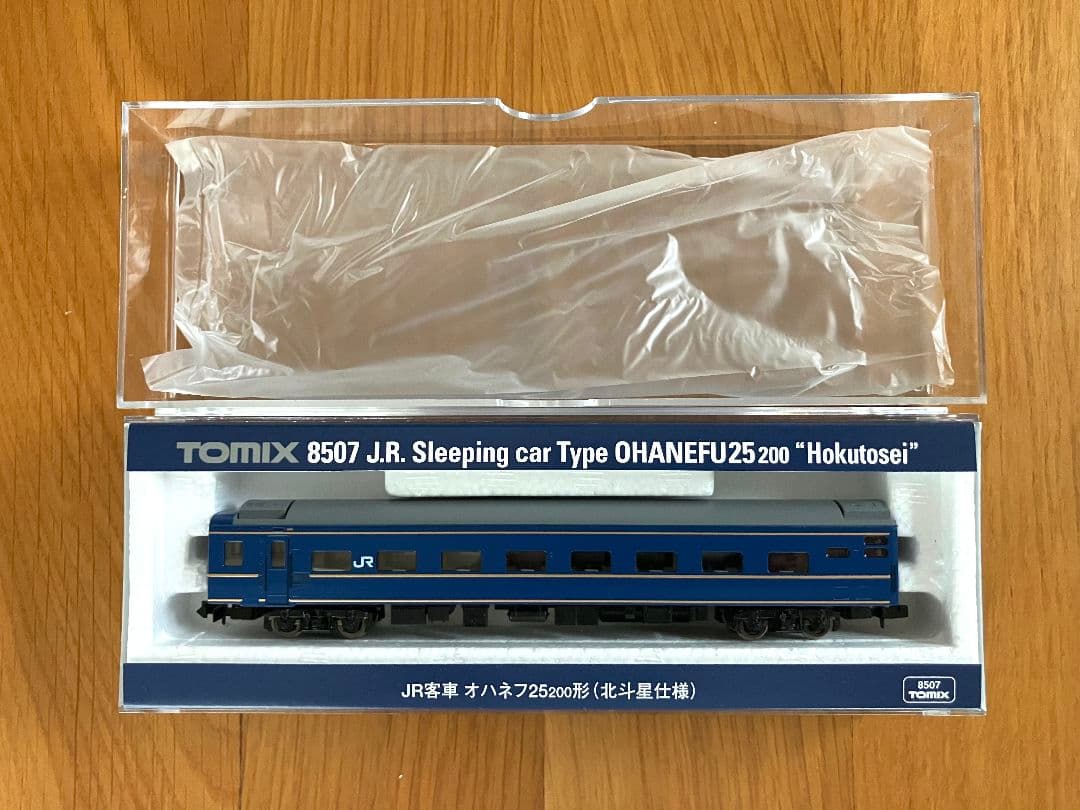 TOMIX 8507 J.R. Sleeping car Type OHANEFU25 200 "Hokutosei"
JR
JR客車 オハネフ25200形(北斗星仕様)
8507
TOMIX